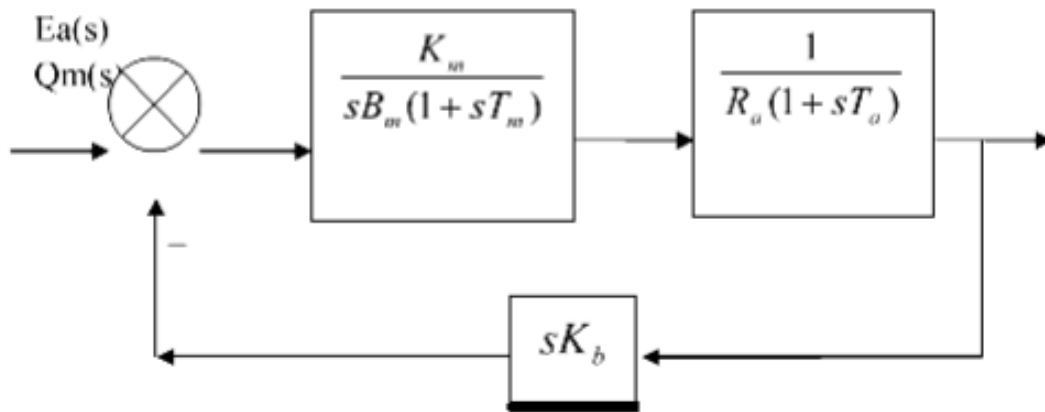 Ea(s)
Qm(s)
K_m
sB_m(1 + sT_m)
1
R_a(1 + sT_a)
−
sK_b